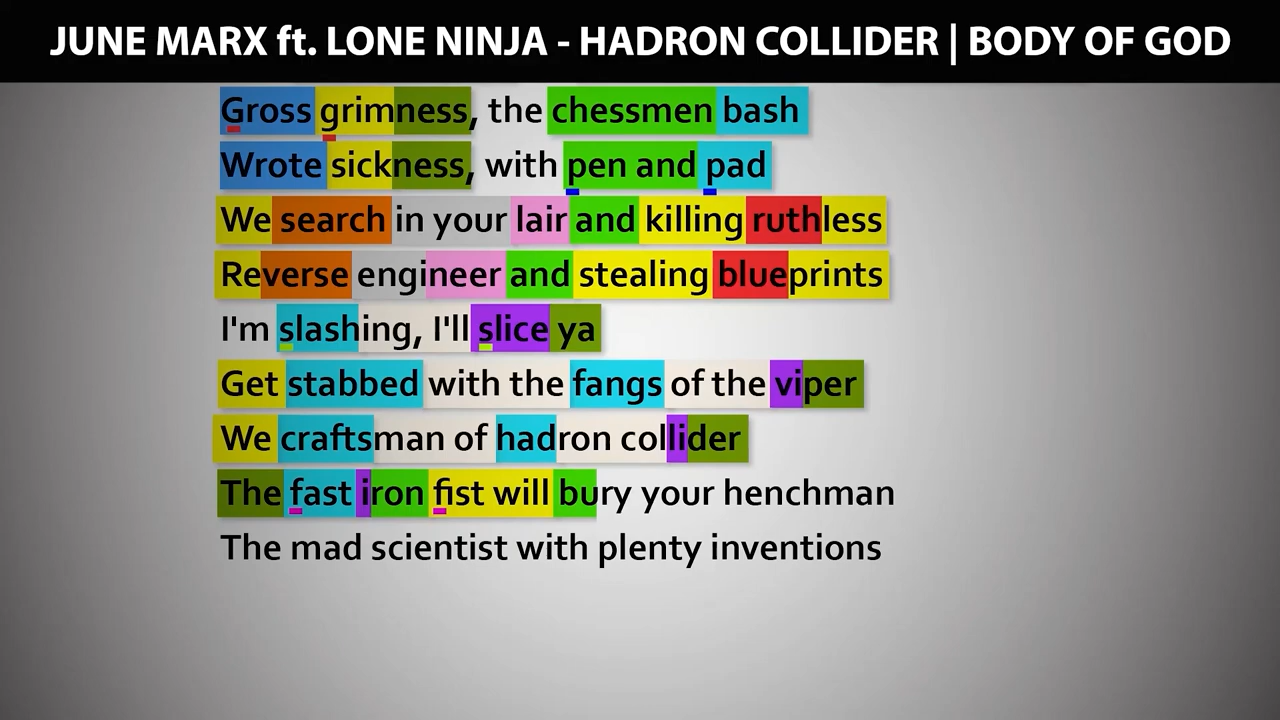 JUNE MARX ft. LONE NINJA - HADRON COLLIDER | BODY OF GOD
Gross grimness, the chessmen bash
Wrote sickness, with pen and pad
We search in your lair and killing ruthless
Reverse engineer and stealing blueprints
I'm slashing, I'll slice ya
Get stabbed with the fangs of the viper
We craftsman of hadron collider
The fast iron fist will bury your henchman
The mad scientist with plenty inventions